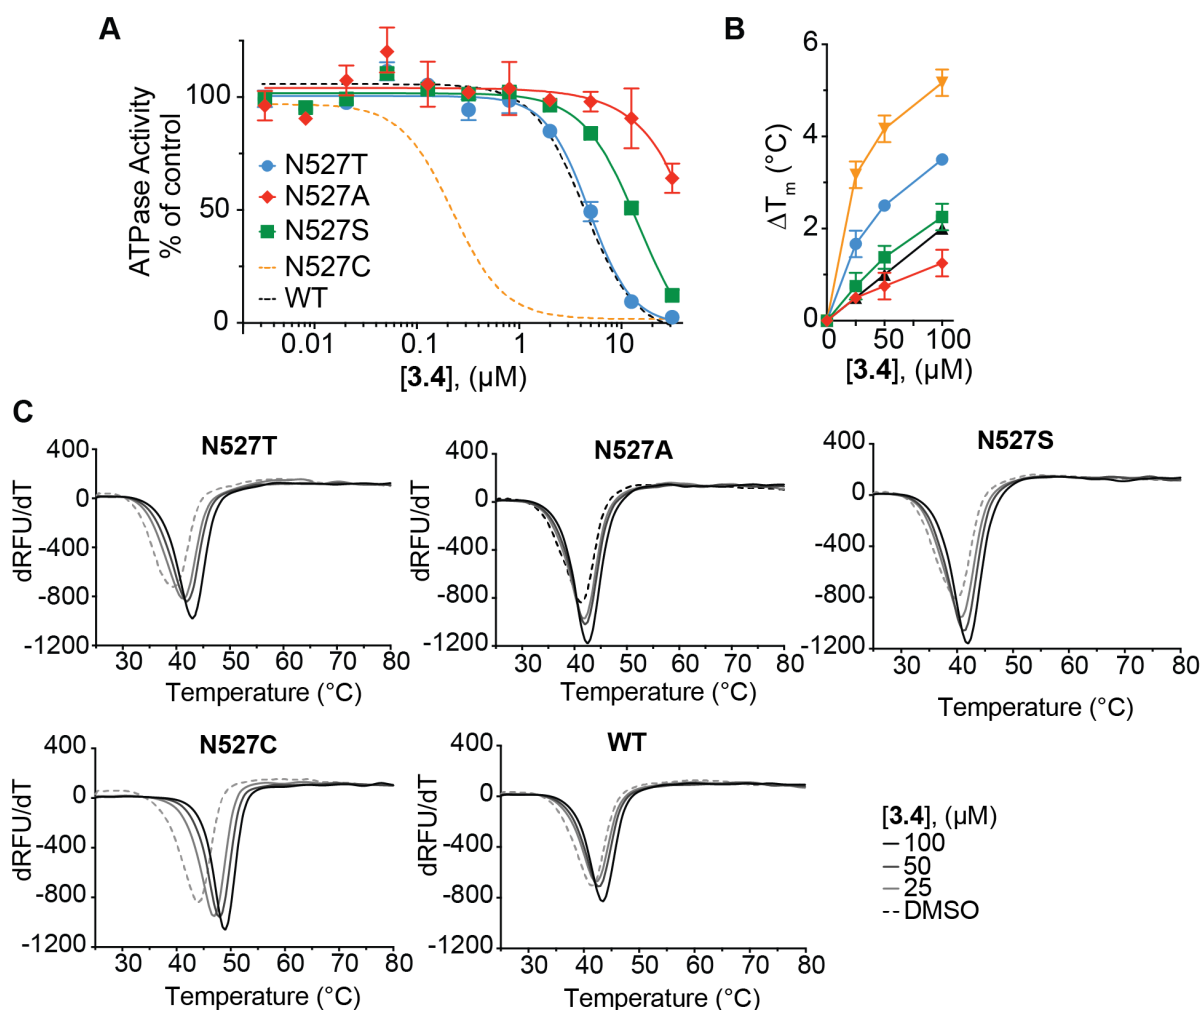 A
ATPase Activity
% of control
100
50
0
N527T
N527A
N527S
N527C
WT
0.01
0.1
1
10
[3.4], (µM)
B
ΔTm (°C)
6
4
2
0
0
50
100
[3.4], (µM)
C
N527T
dRFU/dT
400
0
-400
-800
-1200
30 40 50 60 70 80
Temperature (°C)
N527A
dRFU/dT
400
0
-400
-800
-1200
30 40 50 60 70 80
Temperature (°C)
N527S
400
0
-400
-800
-1200
30 40 50 60 70 80
Temperature (°C)
N527C
dRFU/dT
400
0
-400
-800
-1200
30 40 50 60 70 80
Temperature (°C)
WT
dRFU/dT
400
0
-400
-800
-1200
30 40 50 60 70 80
Temperature (°C)
[3.4], (µM)
100
50
25
DMSO